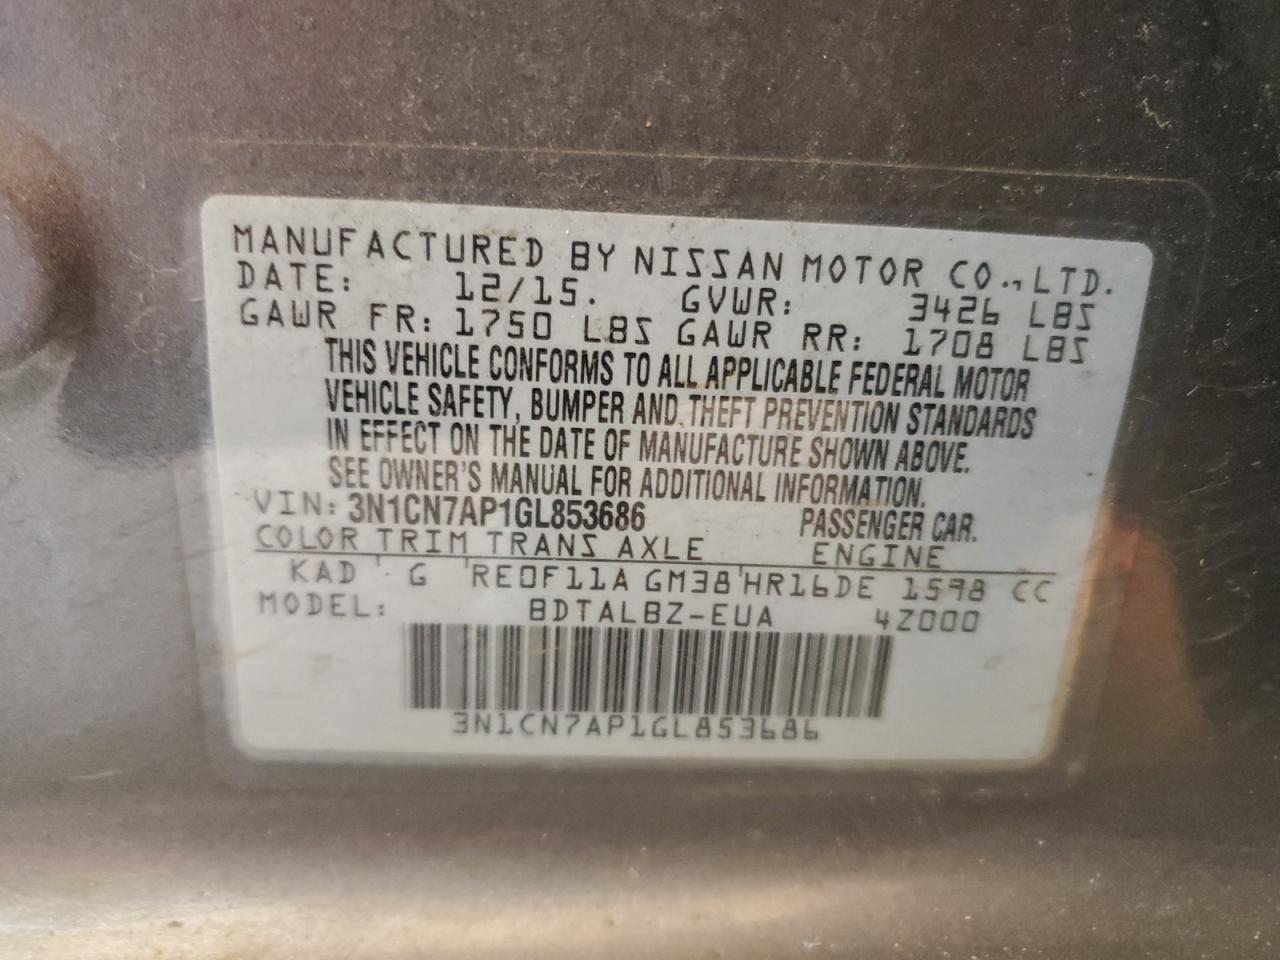 MANUFACTURED BY NISSAN MOTOR CO., LTD.
DATE: 12/15. GVWR: 3426 LBS
GAWR FR: 1750 LBS GAWR RR: 1708 LBS
THIS VEHICLE CONFORMS TO ALL APPLICABLE FEDERAL MOTOR
VEHICLE SAFETY, BUMPER AND THEFT PREVENTION STANDARDS
IN EFFECT ON THE DATE OF MANUFACTURE SHOWN ABOVE.
SEE OWNER'S MANUAL FOR ADDITIONAL INFORMATION.
VIN: 3N1CN7AP1GL853686 PASSENGER CAR.
COLOR TRIM TRANS AXLE ENGINE
KAD G RE0F11A GM38 HR16DE 1598 CC
MODEL: BDTALBZ-EUA 4Z000
3N1CN7AP1GL853686